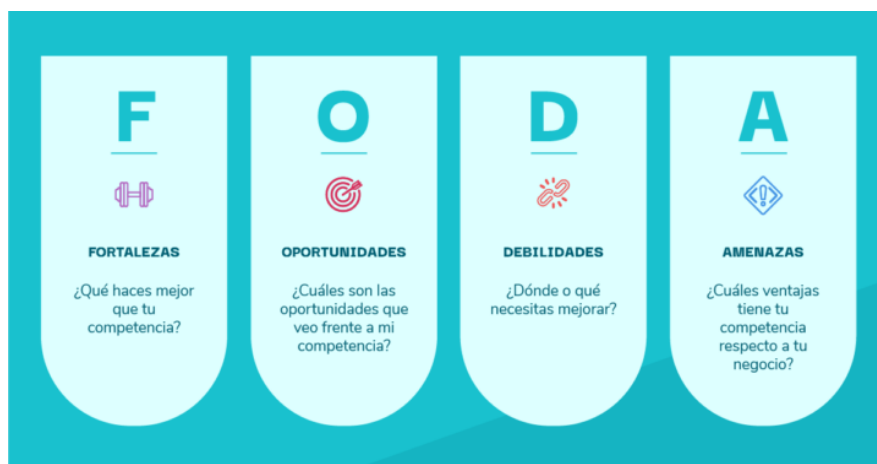 F
FORTALEZAS
¿Qué haces mejor
que tu
competencia?
O
OPORTUNIDADES
¿Cuáles son las
oportunidades que
veo frente a mi
competencia?
D
DEBILIDADES
¿Dónde o qué
necesitas mejorar?
A
AMENAZAS
¿Cuáles ventajas
tiene tu
competencia
respecto a tu
negocio?